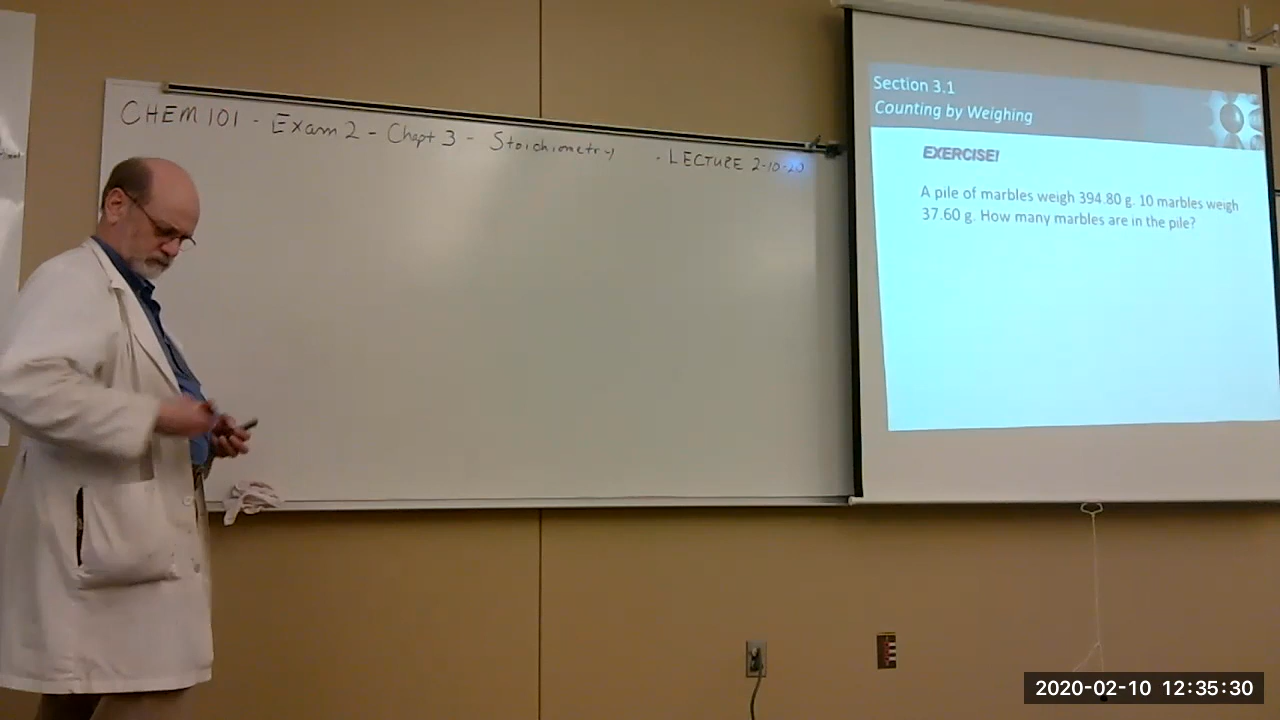 CHEM 101 - Exam 2 - Chapt 3 - Stoichiometry . LECTURE 2-10-20
Section 3.1
Counting by Weighing
EXERCISE!
A pile of marbles weigh 394.80 g. 10 marbles weigh
37.60 g. How many marbles are in the pile?
2020-02-10 12:35:30